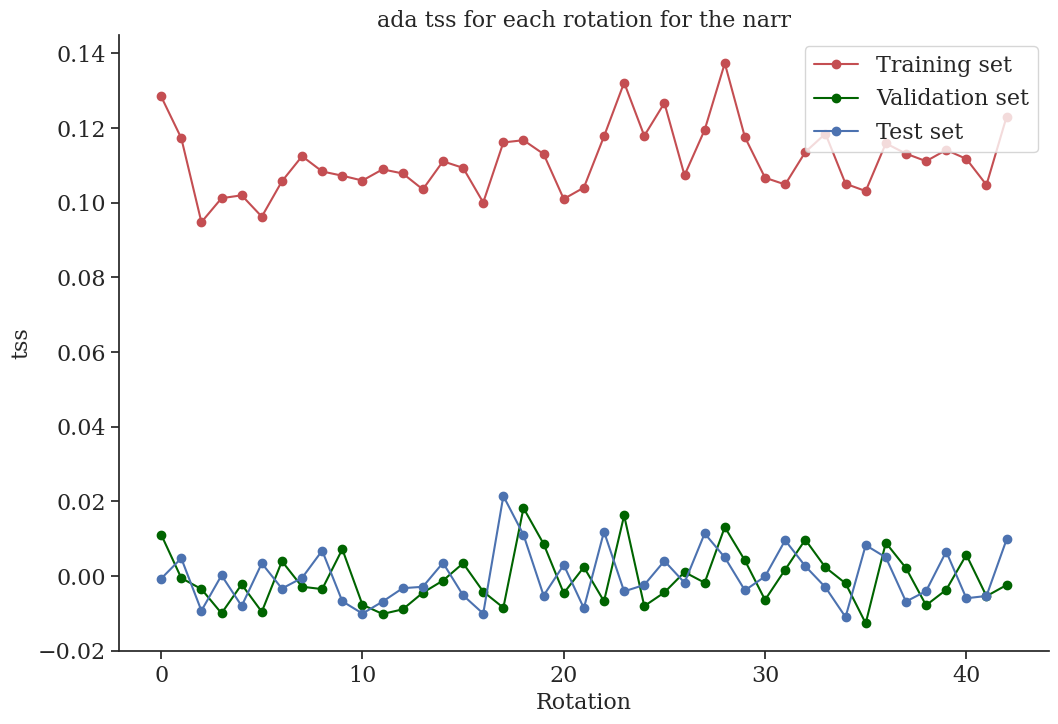 ada tss for each rotation for the narr
0.14
0.12
0.10
0.08
0.06
0.04
0.02
0.00
−0.02
tss
Training set
Validation set
Test set
0 10 20 30 40
Rotation